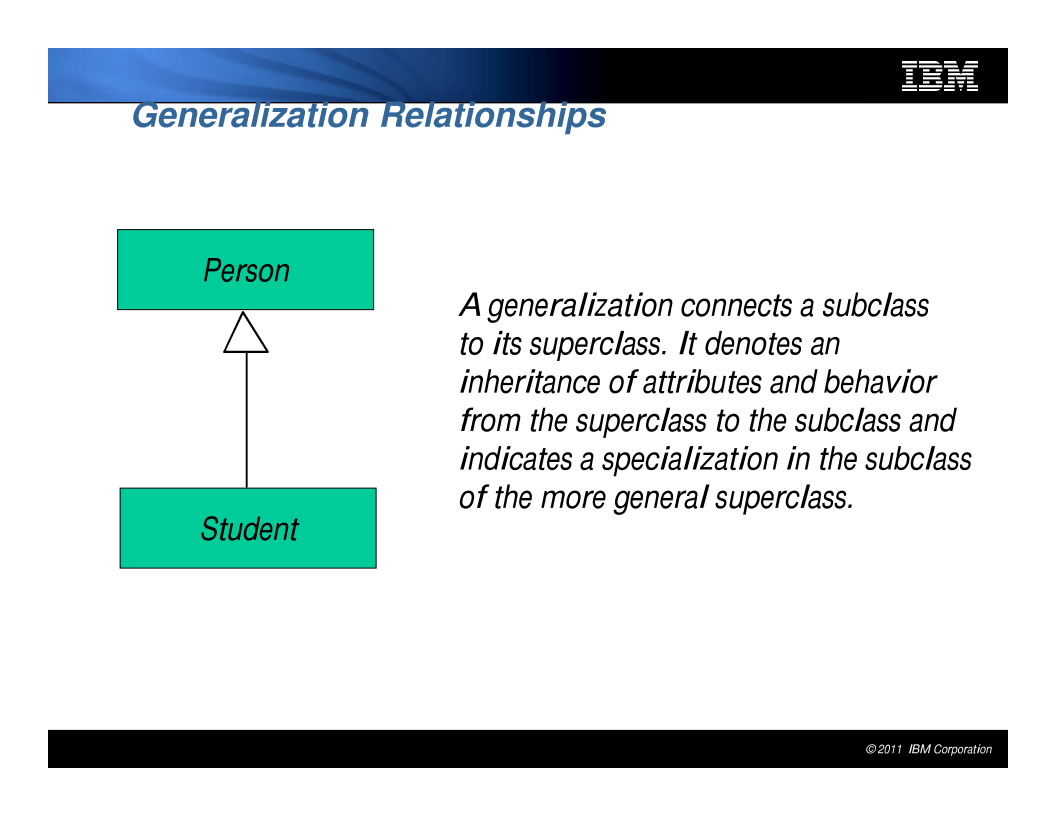 IBM
Generalization Relationships
Person
A generalization connects a subclass
to its superclass. It denotes an
inheritance of attributes and behavior
from the superclass to the subclass and
indicates a specialization in the subclass
of the more general superclass.
Student
© 2011 IBM Corporation